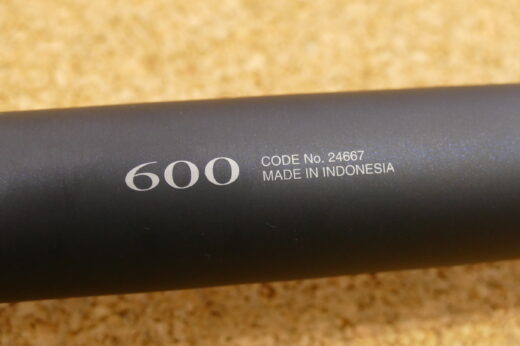 600
CODE No. 24667
MADE IN INDONESIA